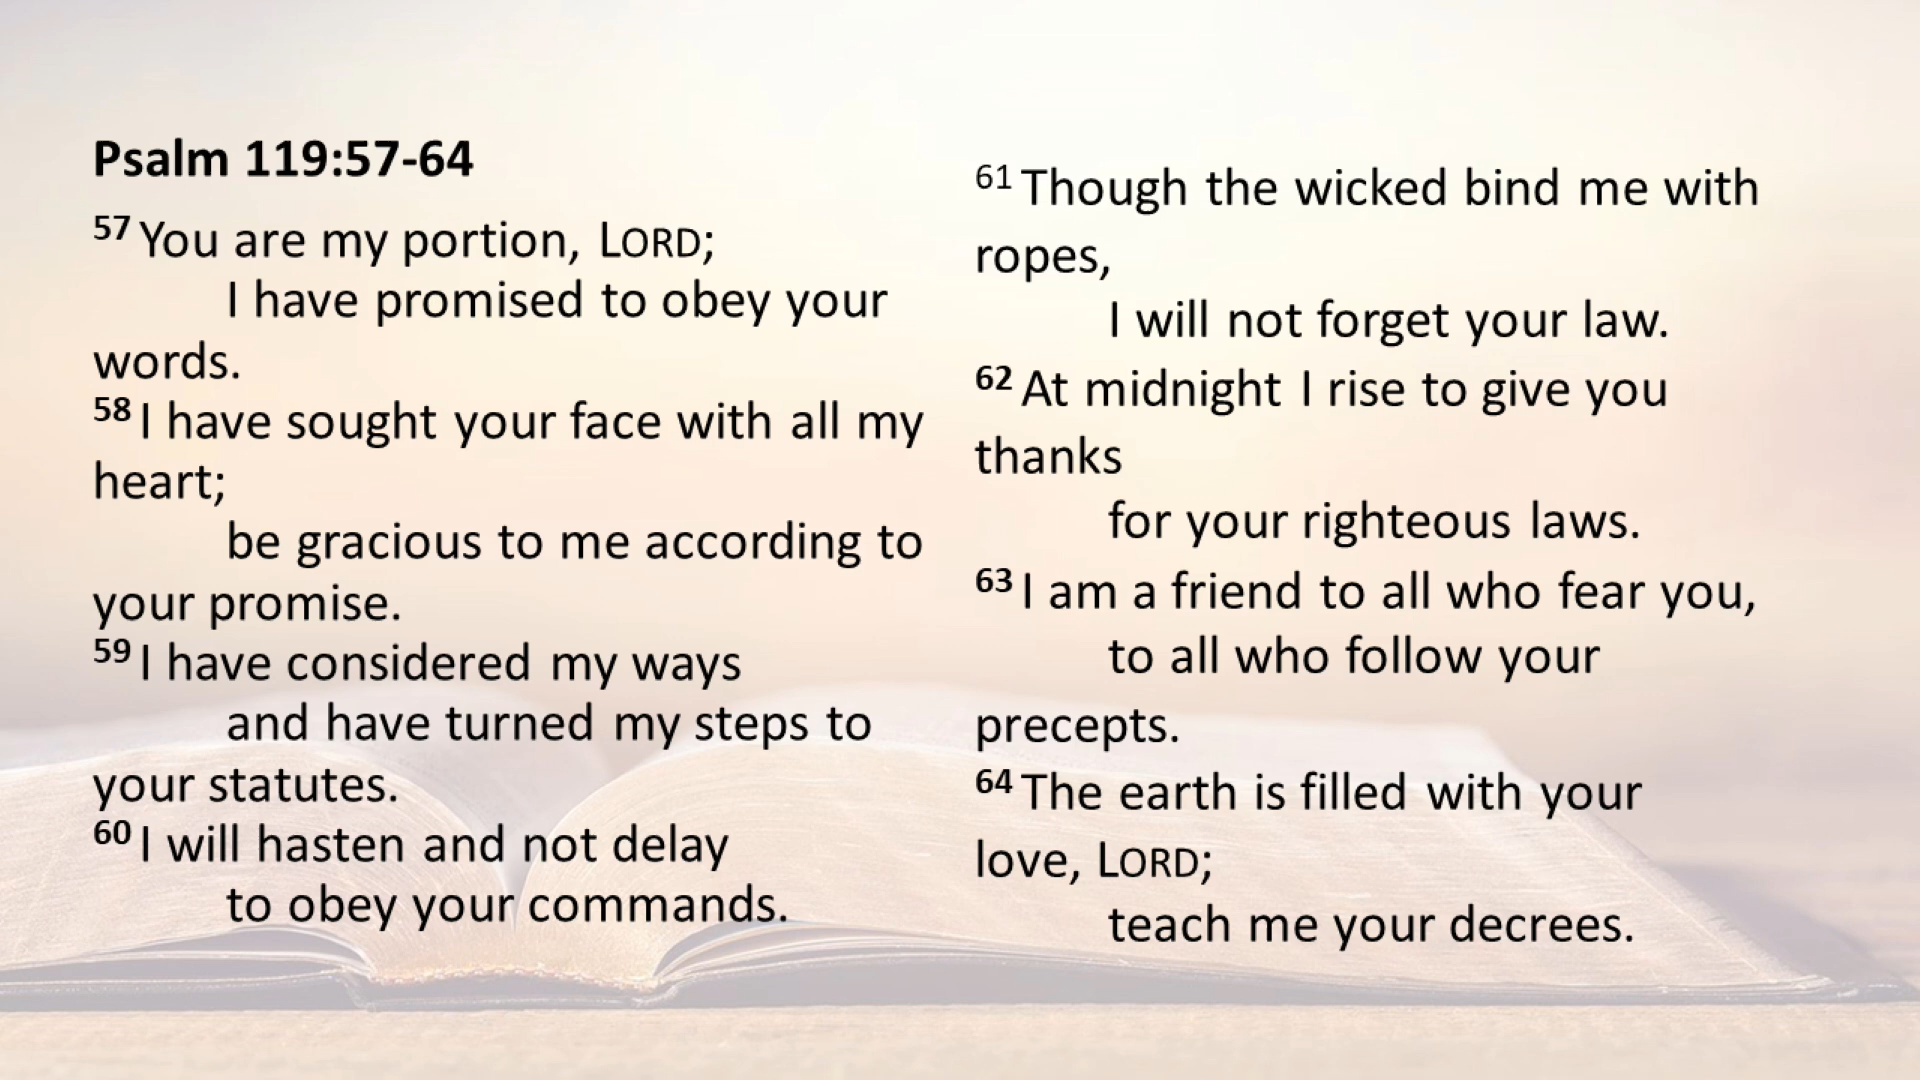 Psalm 119:57-64
57 You are my portion, LORD;
I have promised to obey your
words.
58 I have sought your face with all my
heart;
be gracious to me according to
your promise.
59 I have considered my ways
and have turned my steps to
your statutes.
60 I will hasten and not delay
to obey your commands.
61 Though the wicked bind me with
ropes,
I will not forget your law.
62 At midnight I rise to give you
thanks
for your righteous laws.
63 I am a friend to all who fear you,
to all who follow your
precepts.
64 The earth is filled with your
love, LORD;
teach me your decrees.